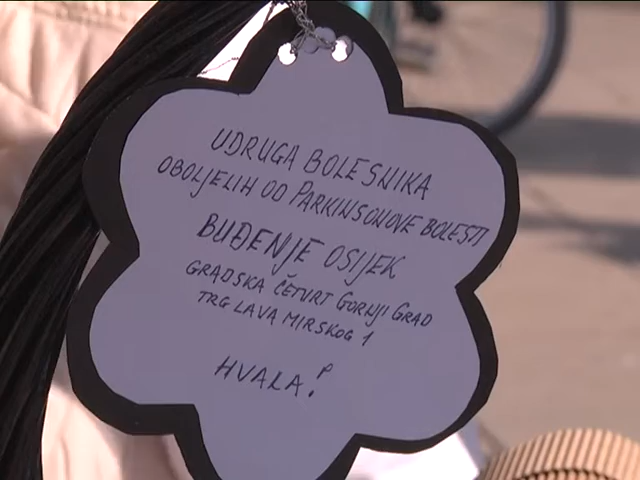 UDRUGA BOLESNIKA
OBOLJELIH OD PARKINSONOVE BOLESTI
BUĐENJE OSIJEK
GRADSKA ČETVRT GORNJI GRAD
TRG LAVA MIRSKOG 1
HVALA!